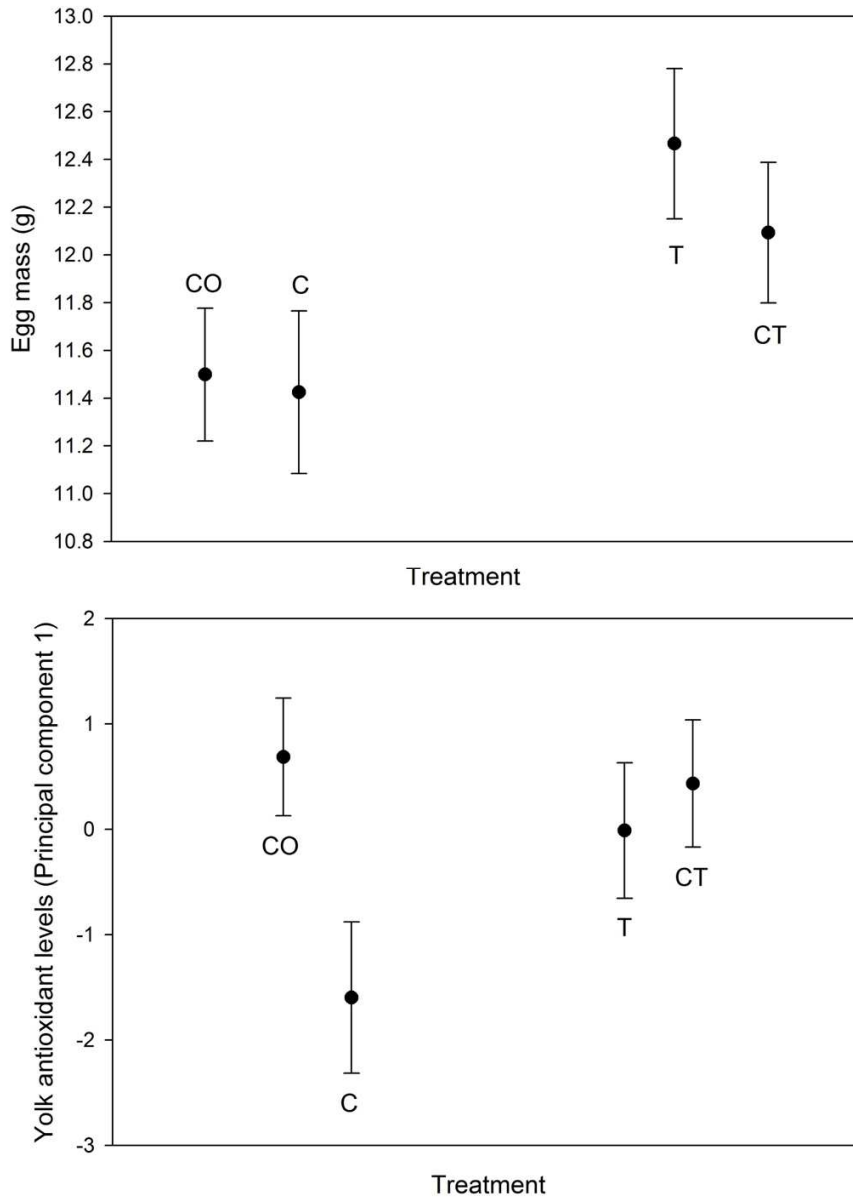 13.0
12.8
12.6
12.4
12.2
12.0
11.8
11.6
11.4
11.2
11.0
10.8
Egg mass (g)
CO
C
T
CT
Treatment
2
1
0
-1
-2
-3
Yolk antioxidant levels (Principal component 1)
CO
C
T
CT
Treatment